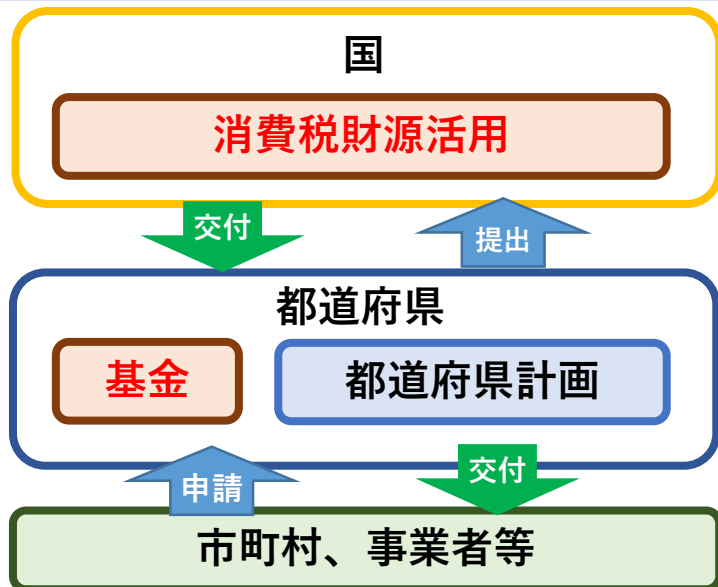 国
消費税財源活用
交付
提出
都道府県
基金
都道府県計画
申請
交付
市町村、事業者等